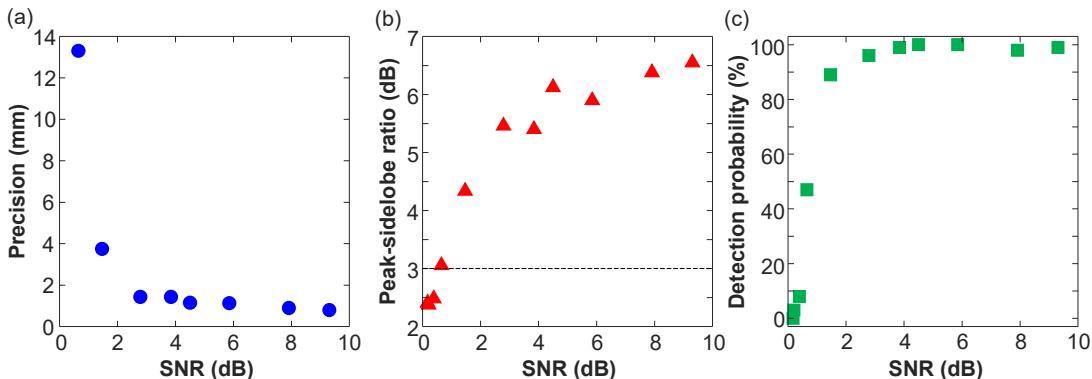 (a)
14
12
10
8
6
4
2
0
0 2 4 6 8 10
Precision (mm)
SNR (dB)
(b)
7
6
5
4
3
2
0 2 4 6 8 10
Peak-sidelobe ratio (dB)
SNR (dB)
(c)
100
80
60
40
20
0
0 2 4 6 8 10
Detection probability (%)
SNR (dB)